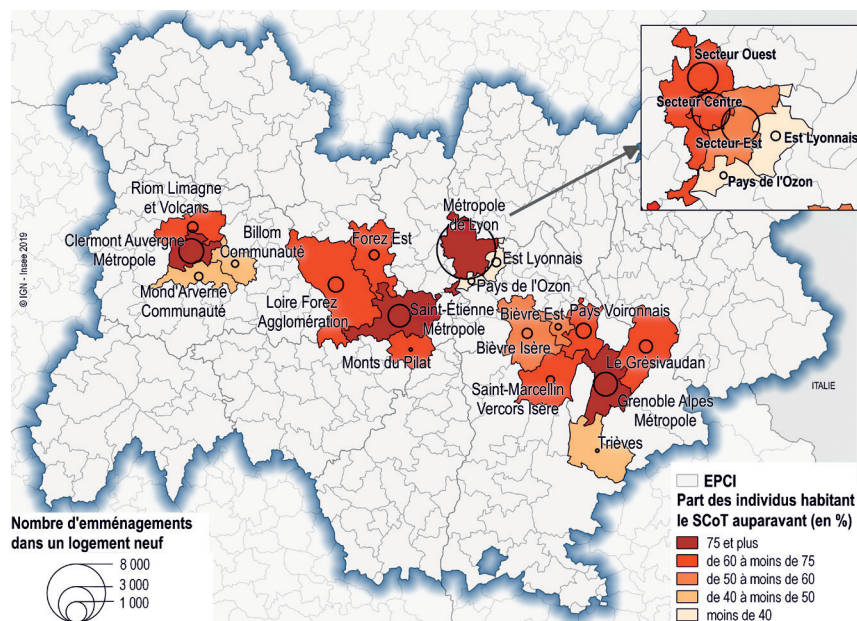 Secteur Ouest
Secteur Centre
Secteur Est
Est Lyonnais
Pays de l'Ozon
Riom Limagne
et Volcans
Clermont Auvergne
Métropole
Billom
Communauté
Mond'Arverne
Communauté
Forez Est
Loire Forez
Agglomération
Métropole
de Lyon
Est Lyonnais
Pays de l'Ozon
Saint-Étienne
Métropole
Monts du Pilat
Bièvre Est
Pays Voironnais
Bièvre Isère
Le Grésivaudan
Saint-Marcellin
Vercors Isère
Grenoble Alpes
Métropole
Trièves
ITALIE
© IGN - Insee 2019
Nombre d'emménagements
dans un logement neuf
8 000
3 000
1 000
EPCI
Part des individus habitant
le SCoT auparavant (en %)
75 et plus
de 60 à moins de 75
de 50 à moins de 60
de 40 à moins de 50
moins de 40